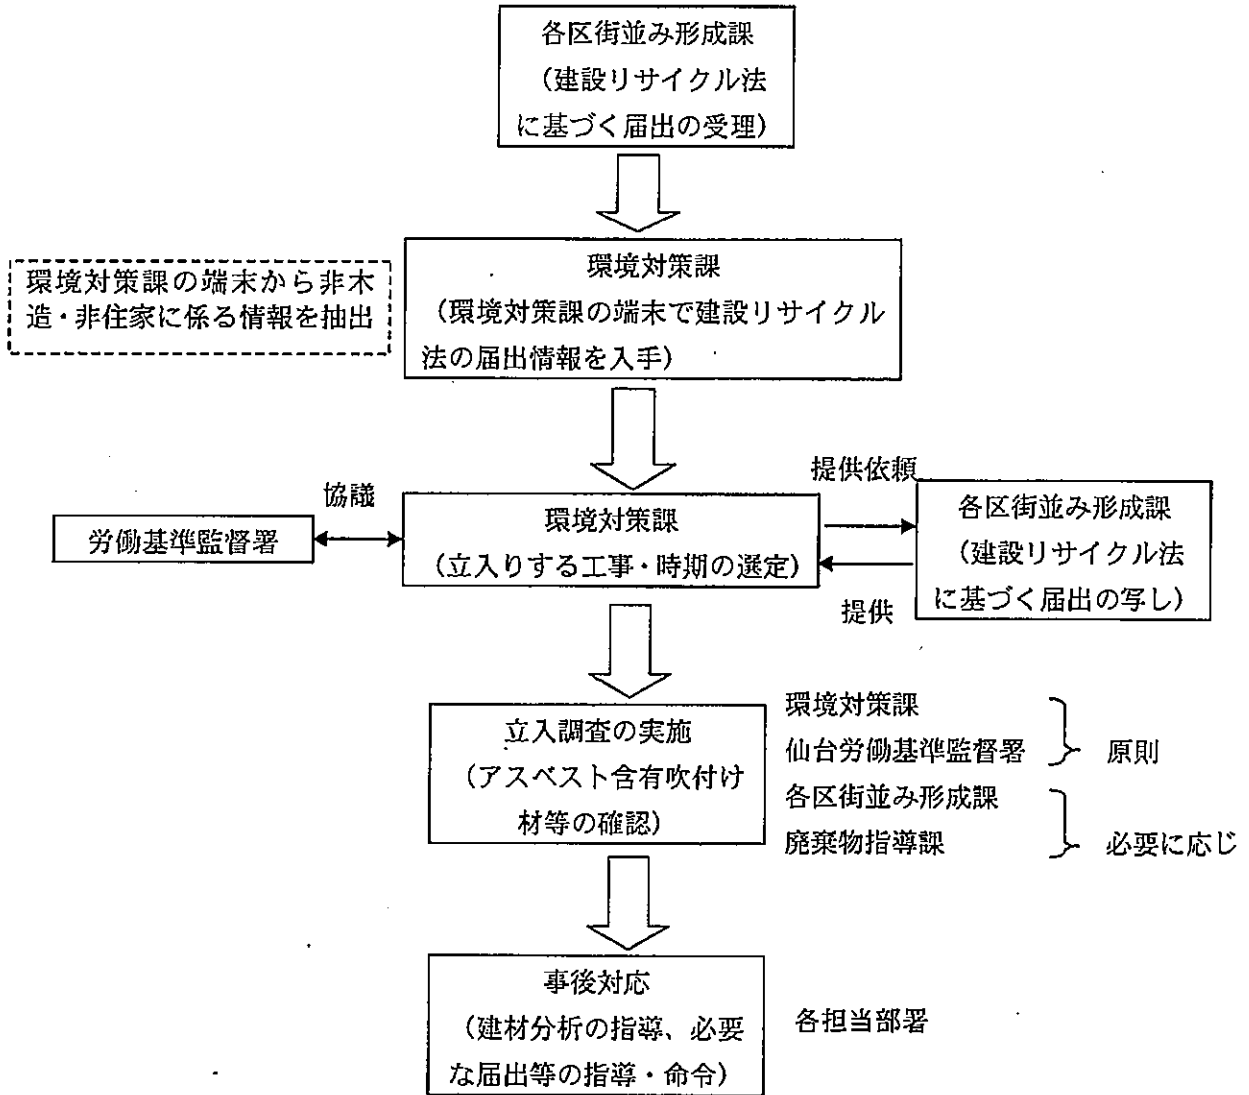 各区街並み形成課
(建設リサイクル法
に基づく届出の受理)
環境対策課の端末から非木
造・非住家に係る情報を抽出
環境対策課
(環境対策課の端末で建設リサイクル
法の届出情報を入手)
協議
提供依頼
労働基準監督署
環境対策課
(立入りする工事・時期の選定)
各区街並み形成課
(建設リサイクル法
に基づく届出の写し)
提供
立入調査の実施
(アスベスト含有吹付け
材等の確認)
環境対策課
仙台労働基準監督署
原則
各区街並み形成課
廃棄物指導課
必要に応じ
事後対応
(建材分析の指導、必要
な届出等の指導・命令)
各担当部署